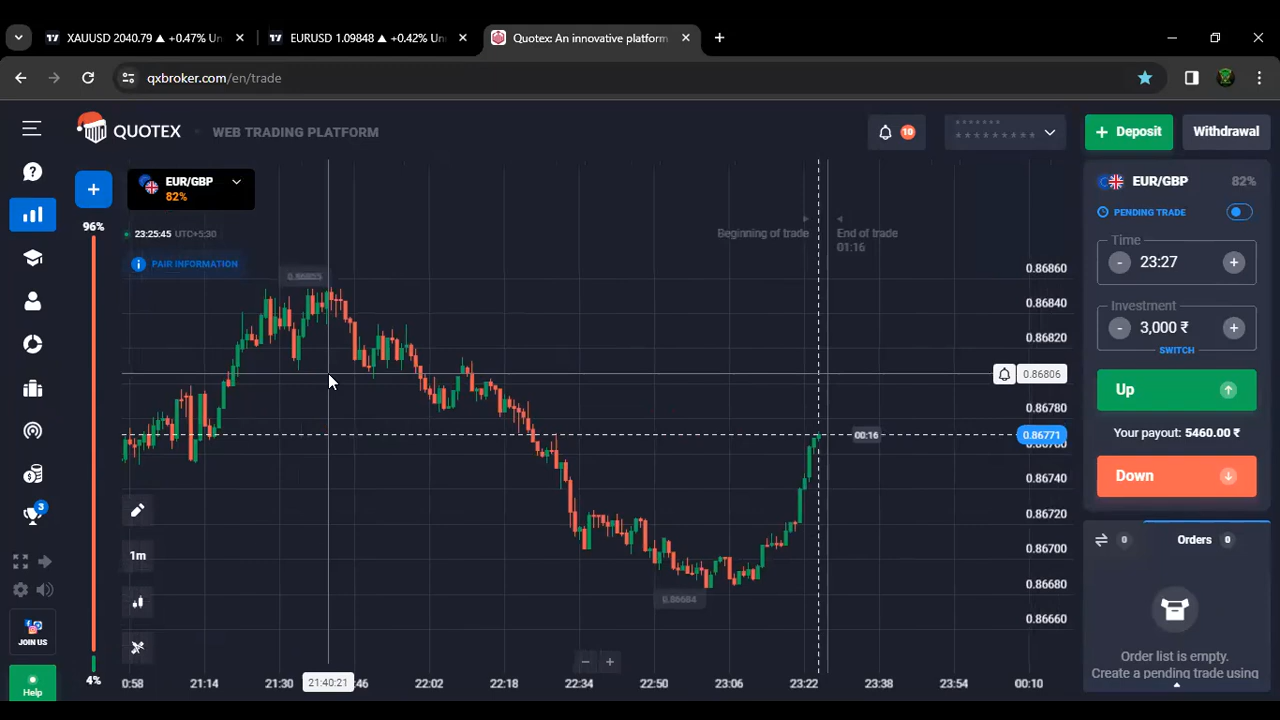 XAUUSD 2040.79 ▲ +0.47% Un
EURUSD 1.09848 ▲ +0.42% Un
Quotex: An innovative platform
qxbroker.com/en/trade
QUOTEX
WEB TRADING PLATFORM
10
*******
*********
+ Deposit
Withdrawal
EUR/GBP
82%
96%
23:25:45 UTC+5:30
PAIR INFORMATION
Beginning of trade
End of trade
01:16
0.86855
0.86860
0.86840
0.86820
0.86806
0.86780
00:16
0.86771
0.86740
0.86720
0.86700
0.86680
0.86660
0.86684
1m
EUR/GBP
82%
PENDING TRADE
Time
- 23:27 +
Investment
- 3,000 ₹ +
SWITCH
Up
Your payout: 5460.00 ₹
Down
0
Orders 0
Order list is empty.
Create a pending trade using
3
JOIN US
Help
4%
0:58
21:14
21:30
21:40:21
:46
22:02
22:18
22:34
22:50
23:06
23:22
23:38
23:54
00:10